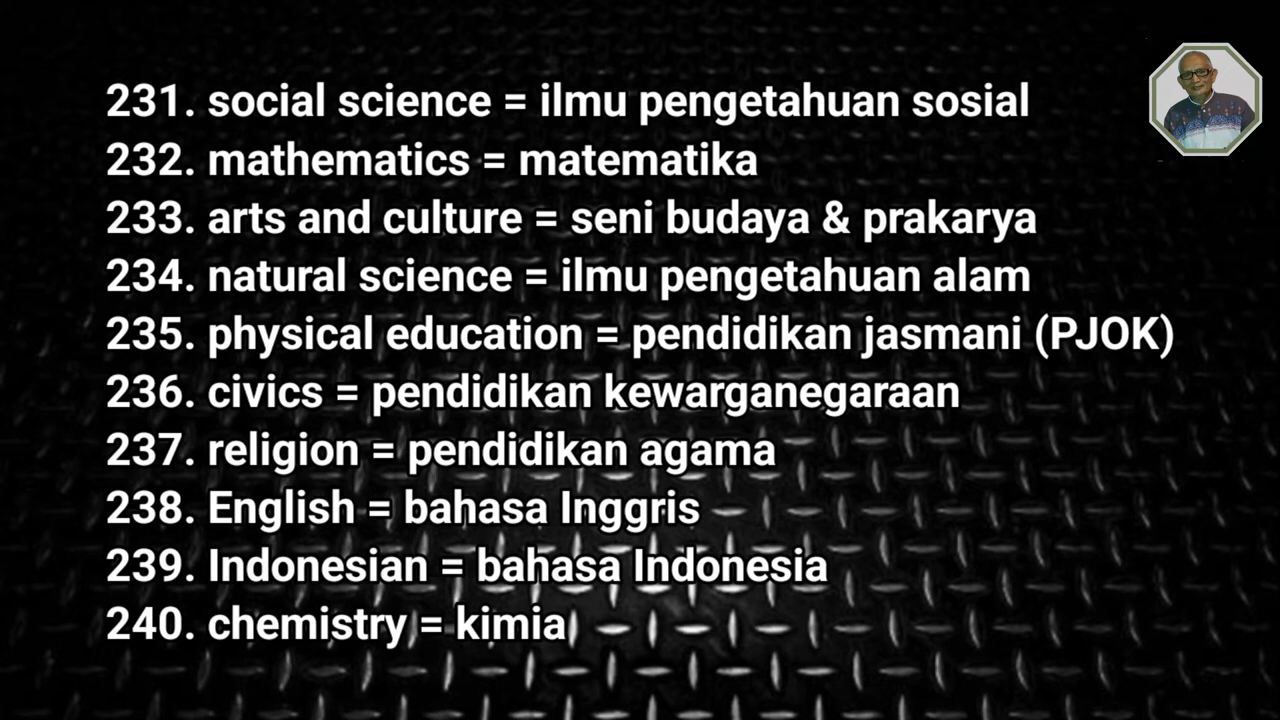 231. social science = ilmu pengetahuan sosial
232. mathematics = matematika
233. arts and culture = seni budaya & prakarya
234. natural science = ilmu pengetahuan alam
235. physical education = pendidikan jasmani (PJOK)
236. civics = pendidikan kewarganegaraan
237. religion = pendidikan agama
238. English = bahasa Inggris
239. Indonesian = bahasa Indonesia
240. chemistry = kimia